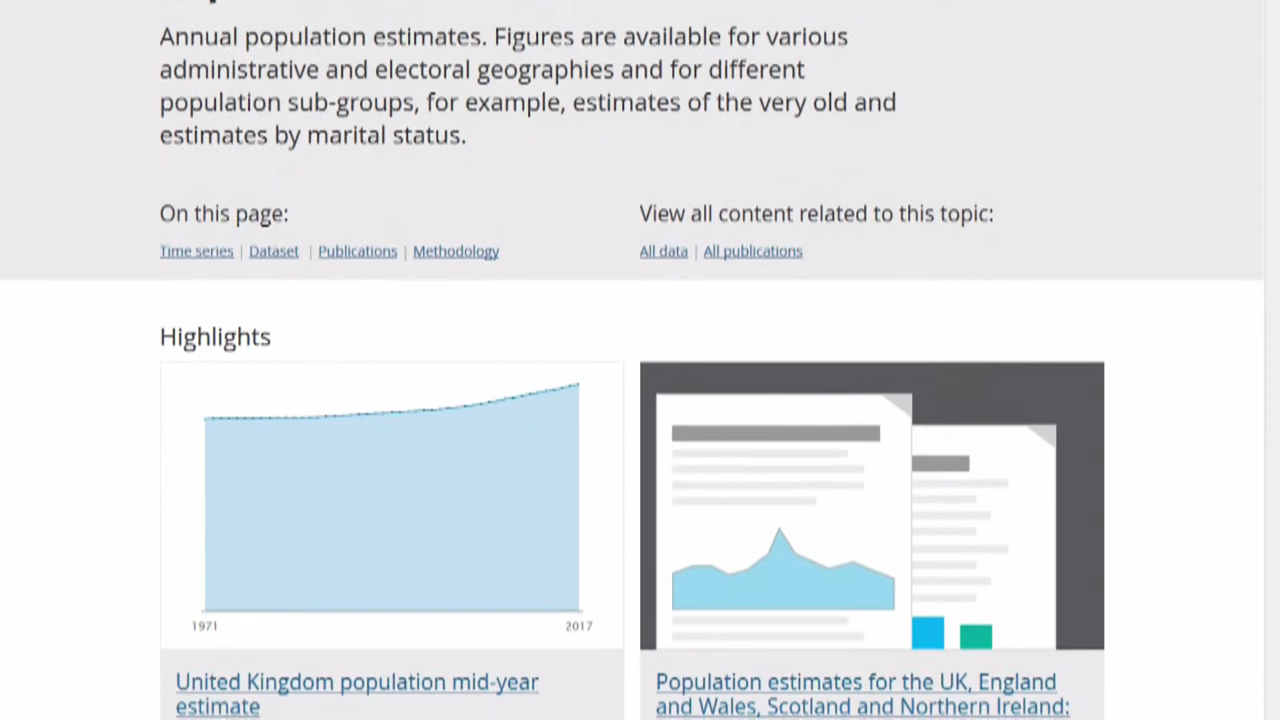 Annual population estimates. Figures are available for various
administrative and electoral geographies and for different
population sub-groups, for example, estimates of the very old and
estimates by marital status.
On this page:
Time series | Dataset | Publications | Methodology
View all content related to this topic:
All data | All publications
Highlights
1971
2017
United Kingdom population mid-year
estimate
Population estimates for the UK, England
and Wales, Scotland and Northern Ireland: